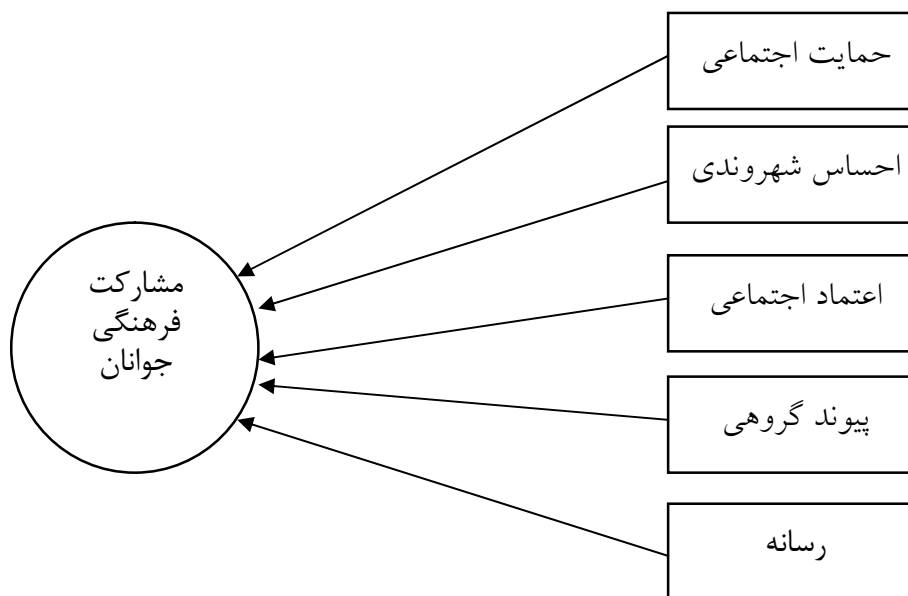 حمایت اجتماعی
احساس شهروندی
اعتماد اجتماعی
پیوند گروهی
رسانه
مشارکت
فرهنگی
جوانان